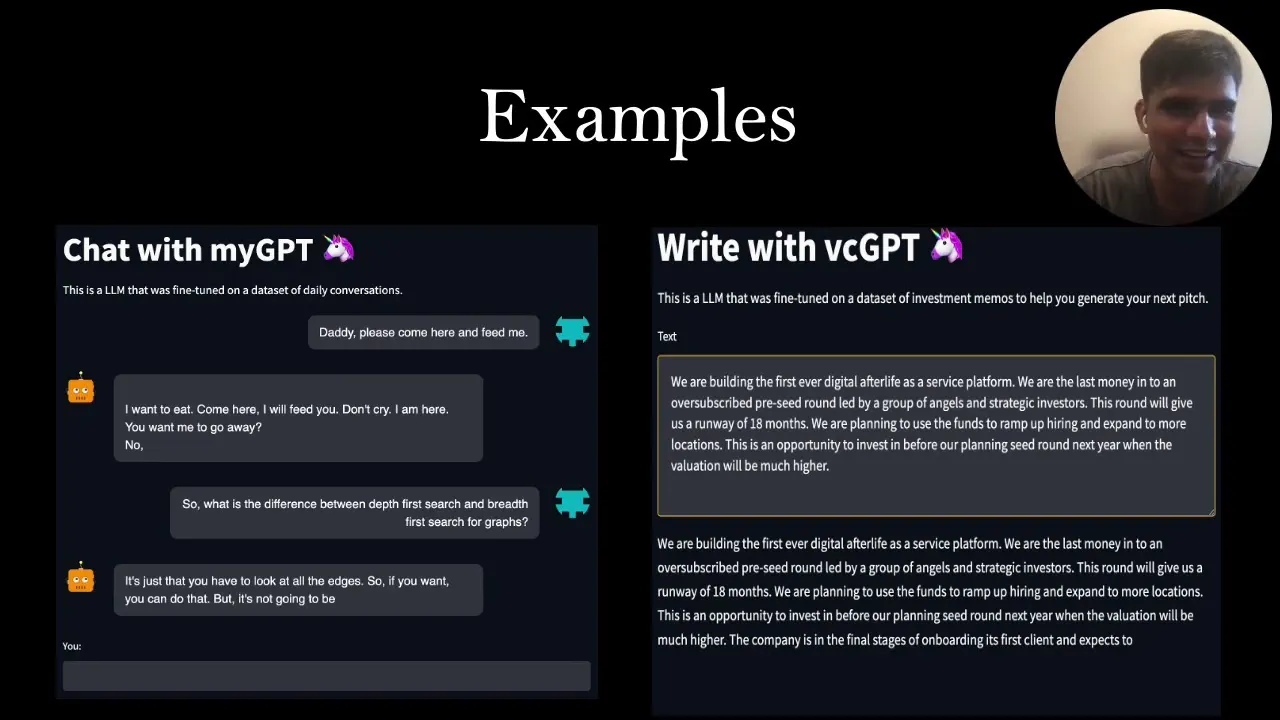 Examples
Chat with myGPT 🦄
This is a LLM that was fine-tuned on a dataset of daily conversations.
Daddy, please come here and feed me.
I want to eat. Come here, I will feed you. Don't cry. I am here.
You want me to go away?
No,
So, what is the difference between depth first search and breadth
first search for graphs?
It's just that you have to look at all the edges. So, if you want,
you can do that. But, it's not going to be
You:
Write with vcGPT 🦄
This is a LLM that was fine-tuned on a dataset of investment memos to help you generate your next pitch.
Text
We are building the first ever digital afterlife as a service platform. We are the last money in to an
oversubscribed pre-seed round led by a group of angels and strategic investors. This round will give
us a runway of 18 months. We are planning to use the funds to ramp up hiring and expand to more
locations. This is an opportunity to invest in before our planning seed round next year when the
valuation will be much higher.
We are building the first ever digital afterlife as a service platform. We are the last money in to an
oversubscribed pre-seed round led by a group of angels and strategic investors. This round will give us a
runway of 18 months. We are planning to use the funds to ramp up hiring and expand to more locations.
This is an opportunity to invest in before our planning seed round next year when the valuation will be
much higher. The company is in the final stages of onboarding its first client and expects to